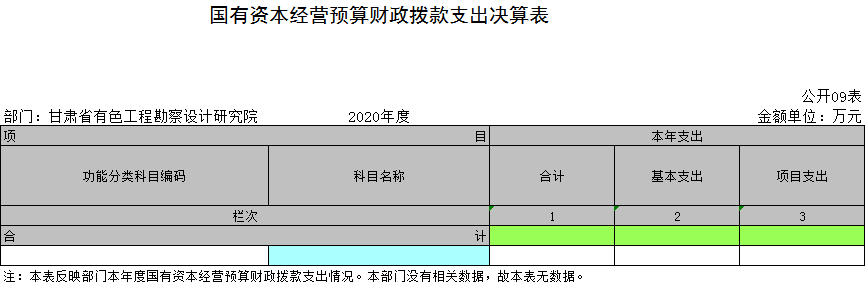 国有资本经营预算财政拨款支出决算表
公开09表
部门：甘肃省有色工程勘察设计研究院 2020年度 金额单位：万元
项 目 本年支出
功能分类科目编码 科目名称 合计 基本支出 项目支出
栏次 1 2 3
合 计
注：本表反映部门本年度国有资本经营预算财政拨款支出情况。本部门没有相关数据，故本表无数据。